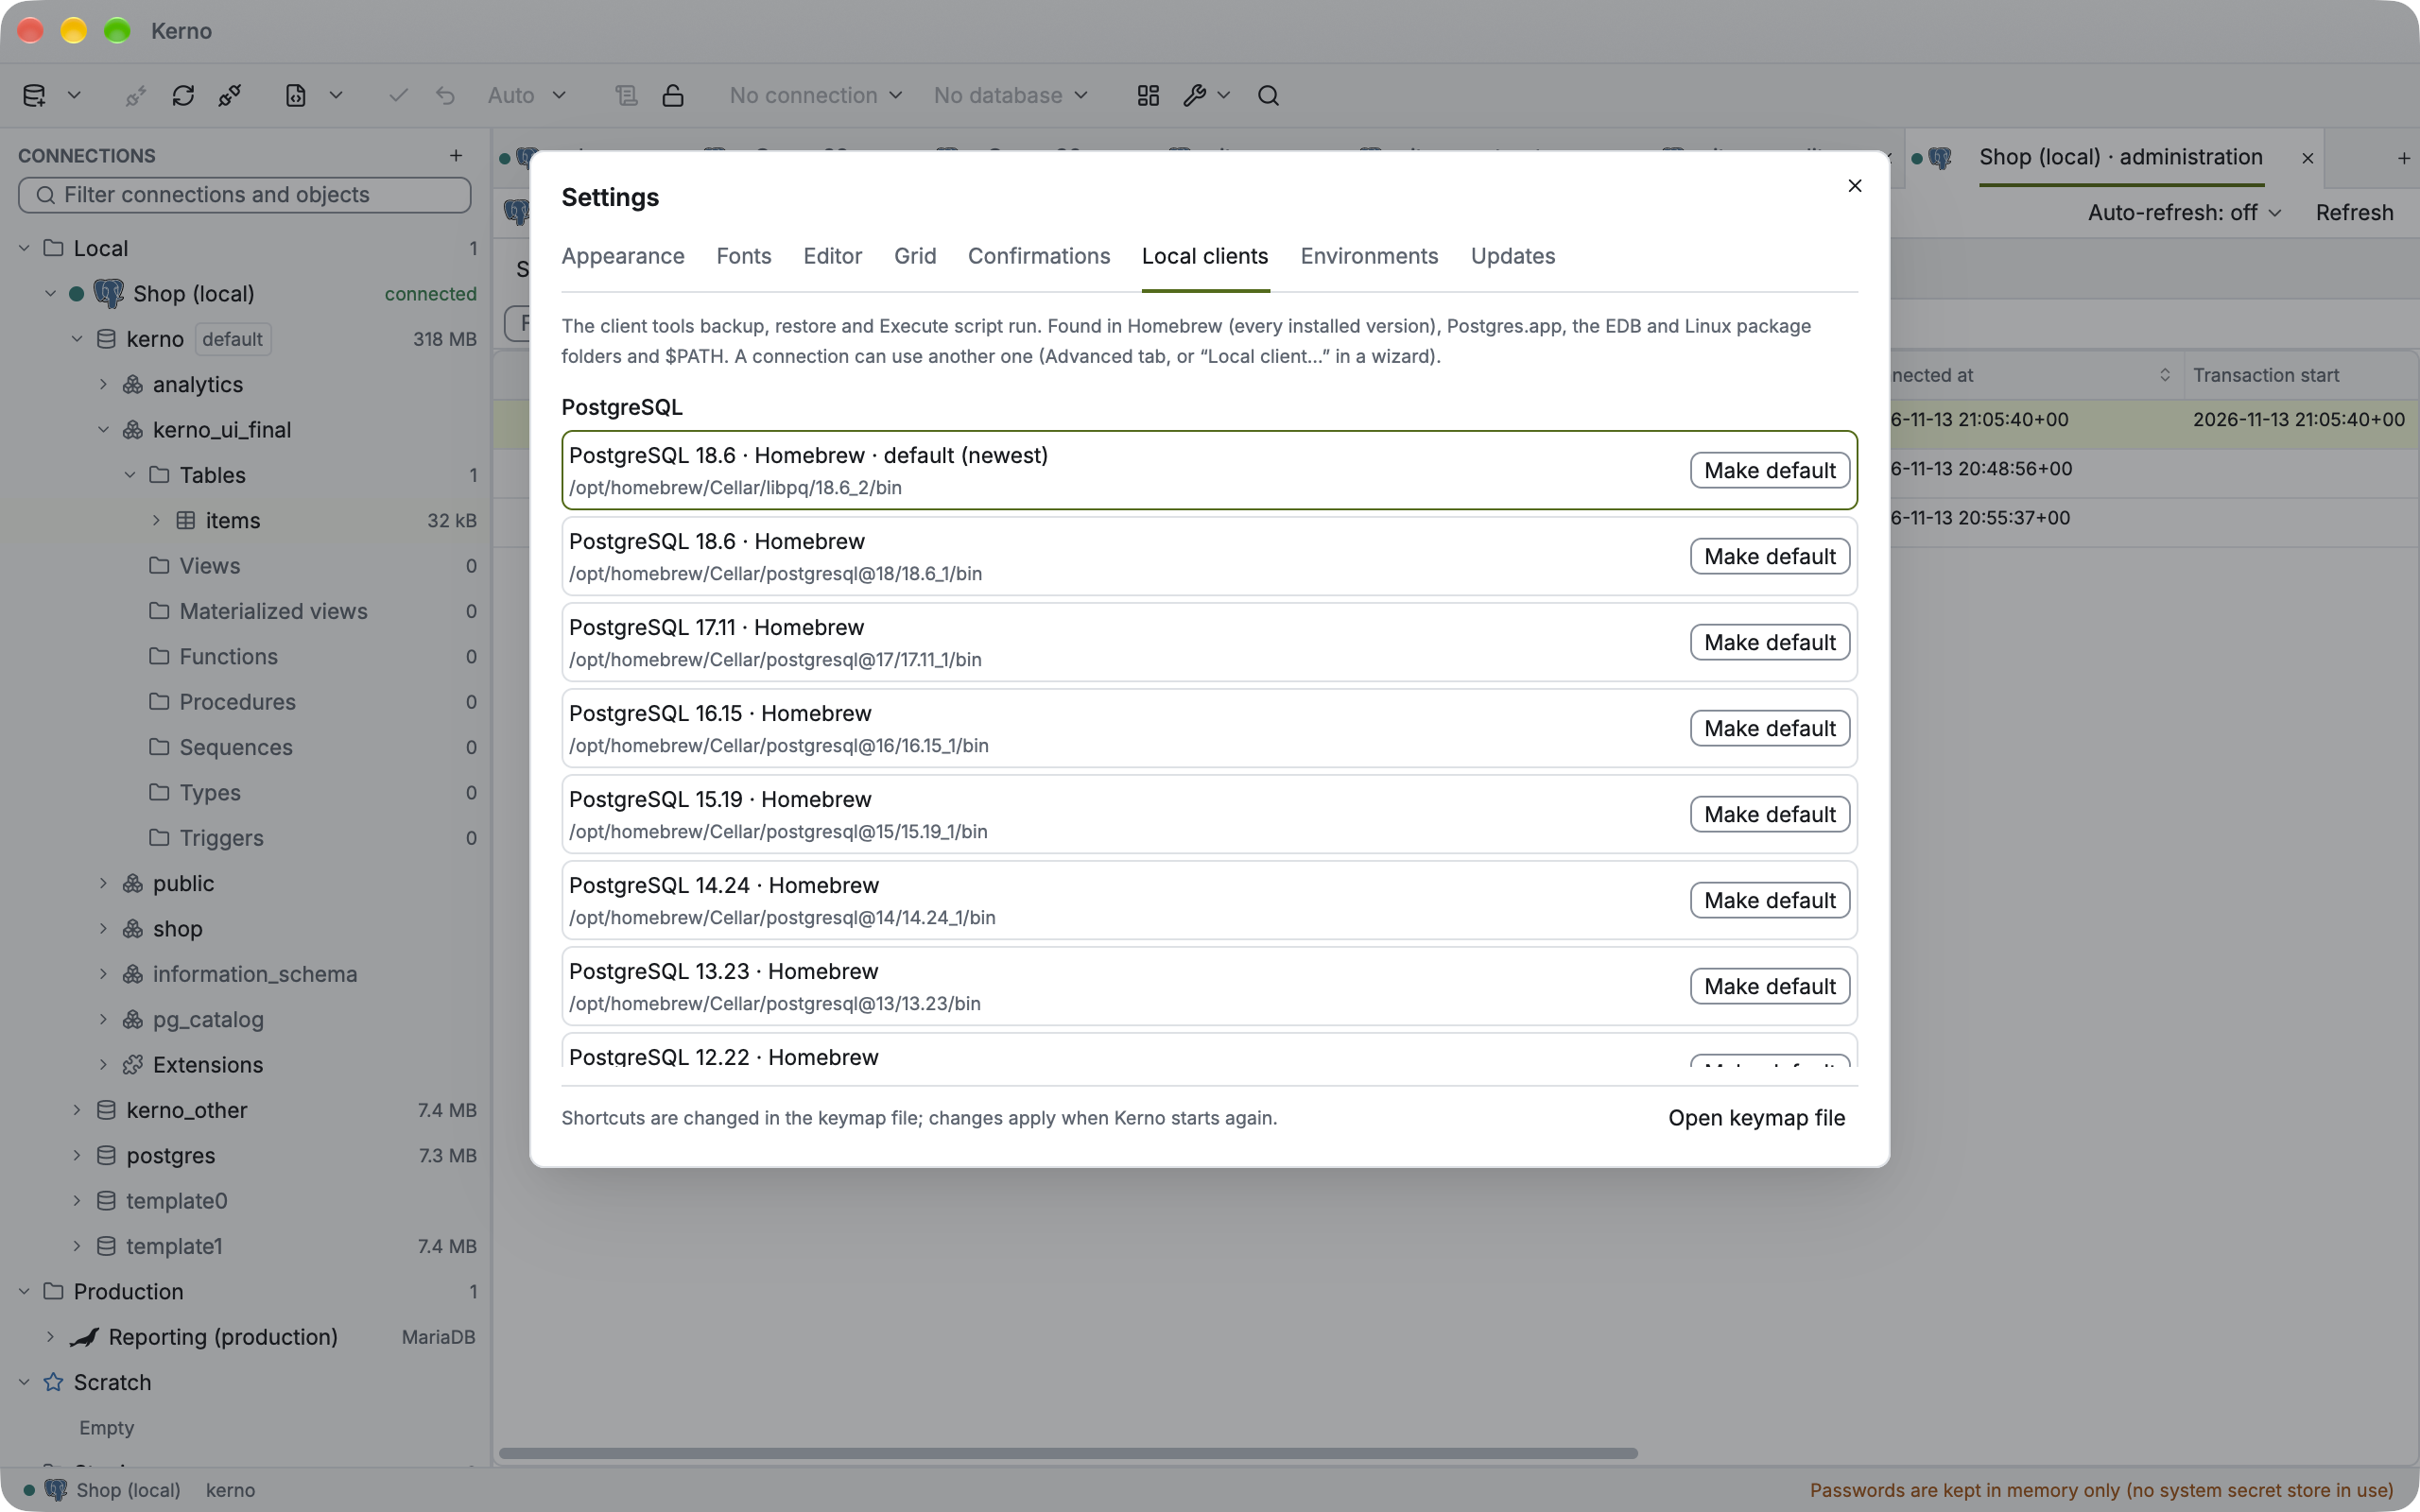 Kerno
Auto
No connection
No database
CONNECTIONS
Filter connections and objects
Local 1
Shop (local) connected
kerno default 318 MB
analytics
kerno_ui_final
Tables 1
items 32 kB
Views 0
Materialized views 0
Functions 0
Procedures 0
Sequences 0
Types 0
Triggers 0
public
shop
information_schema
pg_catalog
Extensions
kerno_other 7.4 MB
postgres 7.3 MB
template0
template1 7.4 MB
Production 1
Reporting (production) MariaDB
Scratch
Empty
Shop (local) · administration
Auto-refresh: off
Refresh
nected at
Transaction start
6-11-13 21:05:40+00
2026-11-13 21:05:40+00
6-11-13 20:48:56+00
6-11-13 20:55:37+00
Settings
Appearance
Fonts
Editor
Grid
Confirmations
Local clients
Environments
Updates
The client tools backup, restore and Execute script run. Found in Homebrew (every installed version), Postgres.app, the EDB and Linux package
folders and $PATH. A connection can use another one (Advanced tab, or “Local client…” in a wizard).
PostgreSQL
PostgreSQL 18.6 · Homebrew · default (newest)
/opt/homebrew/Cellar/libpq/18.6_2/bin
Make default
PostgreSQL 18.6 · Homebrew
/opt/homebrew/Cellar/postgresql@18/18.6_1/bin
Make default
PostgreSQL 17.11 · Homebrew
/opt/homebrew/Cellar/postgresql@17/17.11_1/bin
Make default
PostgreSQL 16.15 · Homebrew
/opt/homebrew/Cellar/postgresql@16/16.15_1/bin
Make default
PostgreSQL 15.19 · Homebrew
/opt/homebrew/Cellar/postgresql@15/15.19_1/bin
Make default
PostgreSQL 14.24 · Homebrew
/opt/homebrew/Cellar/postgresql@14/14.24_1/bin
Make default
PostgreSQL 13.23 · Homebrew
/opt/homebrew/Cellar/postgresql@13/13.23/bin
Make default
PostgreSQL 12.22 · Homebrew
Shortcuts are changed in the keymap file; changes apply when Kerno starts again.
Open keymap file
Shop (local)
kerno
Passwords are kept in memory only (no system secret store in use)